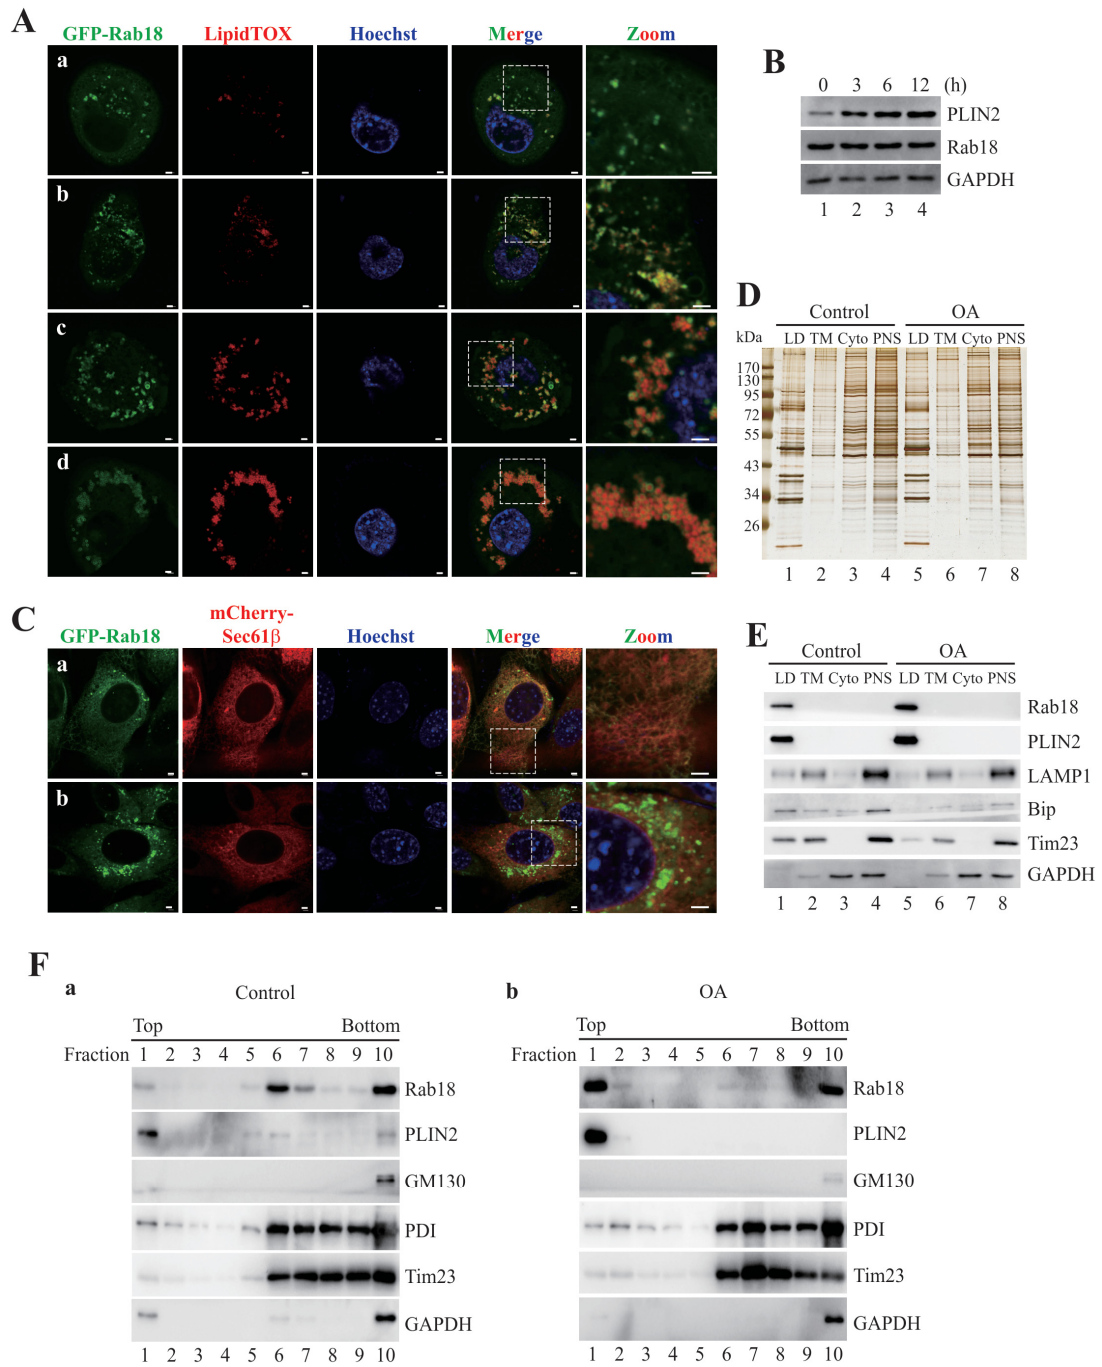 A
GFP-Rab18 LipidTOX Hoechst Merge Zoom
a
b
c
d
B
0 3 6 12 (h)
PLIN2
Rab18
GAPDH
1 2 3 4
C
GFP-Rab18 mCherry-Sec61β Hoechst Merge Zoom
a
b
D
Control OA
kDa LD TM Cyto PNS LD TM Cyto PNS
170
130
95
72
55
43
34
26
1 2 3 4 5 6 7 8
E
Control OA
LD TM Cyto PNS LD TM Cyto PNS
Rab18
PLIN2
LAMP1
Bip
Tim23
GAPDH
1 2 3 4 5 6 7 8
F
a Control
Top Bottom
Fraction 1 2 3 4 5 6 7 8 9 10
Rab18
PLIN2
GM130
PDI
Tim23
GAPDH
1 2 3 4 5 6 7 8 9 10
b OA
Top Bottom
Fraction 1 2 3 4 5 6 7 8 9 10
Rab18
PLIN2
GM130
PDI
Tim23
GAPDH
1 2 3 4 5 6 7 8 9 10